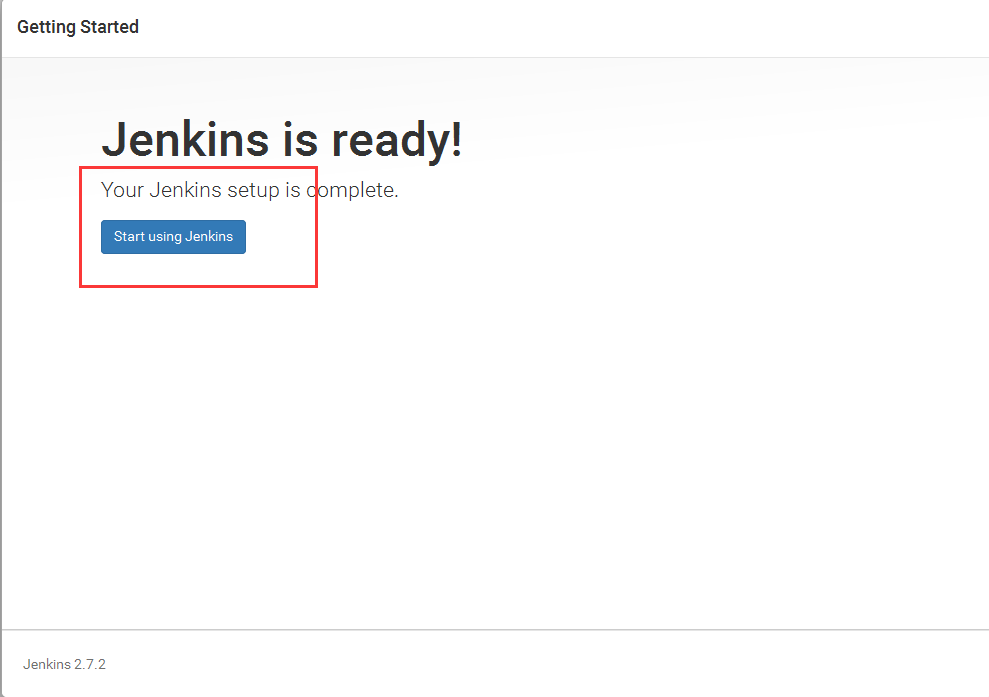 Getting Started
Jenkins is ready!
Your Jenkins setup is complete.
Start using Jenkins
Jenkins 2.7.2